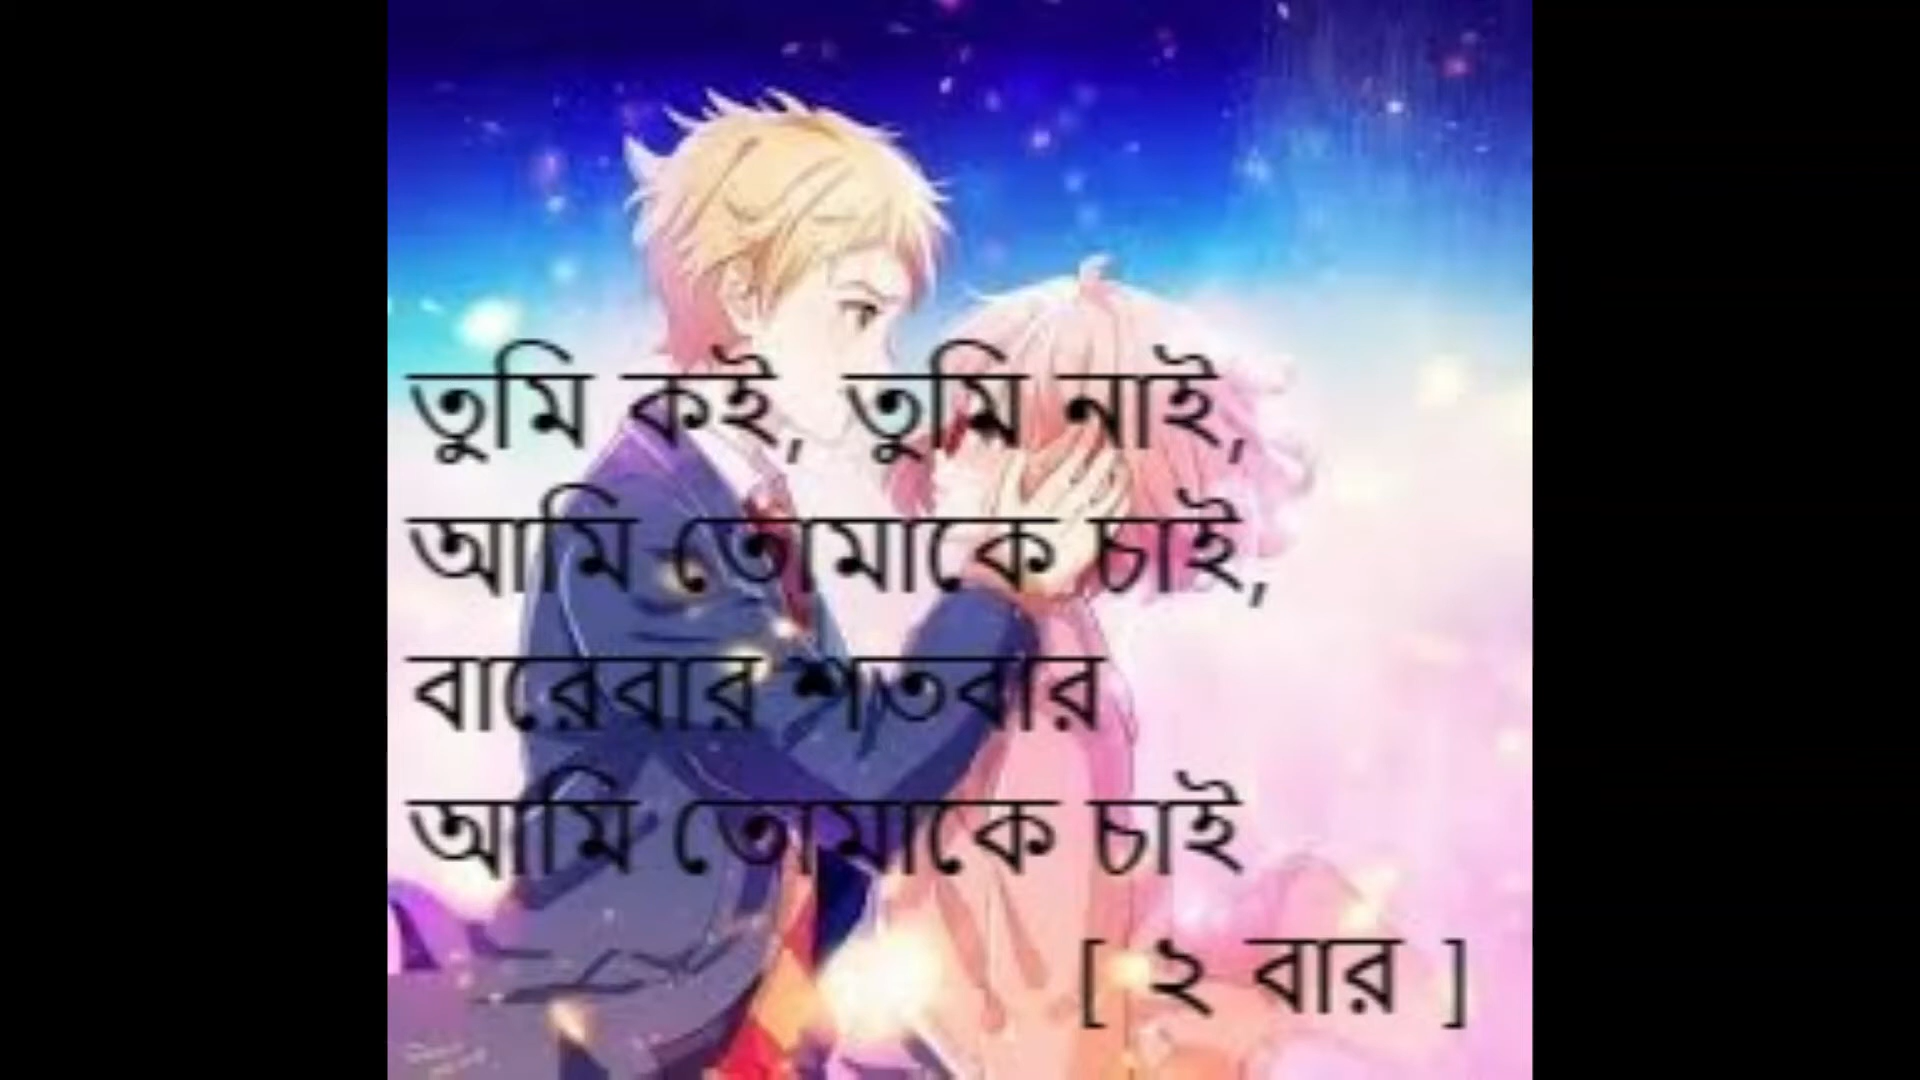 তুমি কই, তুমি নাই,
আমি তোমাকে চাই,
বারেবার শতবার
আমি তোমাকে চাই
[ ২ বার ]